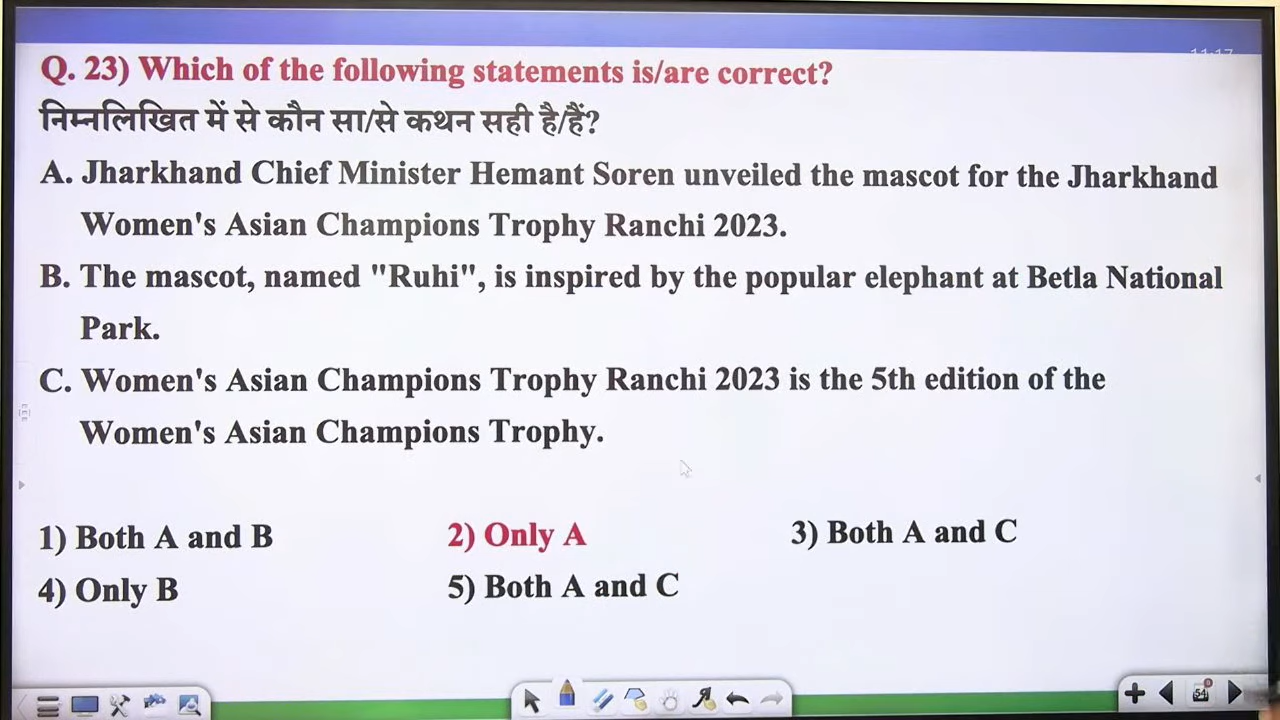 11:17
Q. 23) Which of the following statements is/are correct?
निम्नलिखित में से कौन सा/से कथन सही है/हैं?
A. Jharkhand Chief Minister Hemant Soren unveiled the mascot for the Jharkhand
Women's Asian Champions Trophy Ranchi 2023.
B. The mascot, named "Ruhi", is inspired by the popular elephant at Betla National
Park.
C. Women's Asian Champions Trophy Ranchi 2023 is the 5th edition of the
Women's Asian Champions Trophy.
1) Both A and B 2) Only A 3) Both A and C
4) Only B 5) Both A and C
54